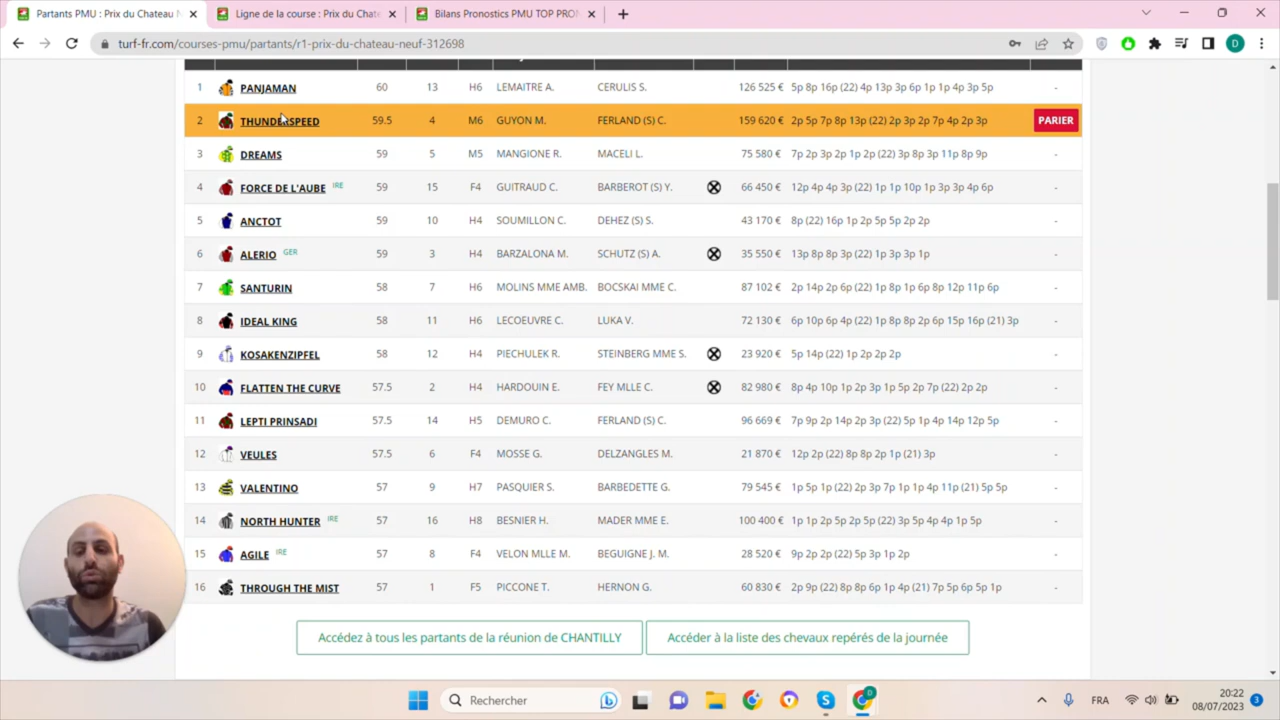 Partants PMU : Prix du Chateau N
Ligne de la course : Prix du Chate
Bilans Pronostics PMU TOP PRO
turf-fr.com/courses-pmu/partants/r1-prix-du-chateau-neuf-312698
D
1 PANJAMAN 60 13 H6 LEMAITRE A. CERULIS S. 126 525 € 5p 8p 16p (22) 4p 13p 3p 6p 1p 1p 4p 3p 5p -
2 THUNDERSPEED 59.5 4 M6 GUYON M. FERLAND (S) C. 159 620 € 2p 5p 7p 8p 13p (22) 2p 3p 2p 7p 4p 2p 3p PARIER
3 DREAMS 59 5 M5 MANGIONE R. MACELI L. 75 580 € 7p 2p 3p 2p 1p 2p (22) 3p 8p 3p 11p 8p 9p -
4 FORCE DE L'AUBE IRE 59 15 F4 GUITRAUD C. BARBEROT (S) Y. 66 450 € 12p 4p 4p 3p (22) 1p 1p 10p 1p 3p 3p 4p 6p -
5 ANCTOT 59 10 H4 SOUMILLON C. DEHEZ (S) S. 43 170 € 8p (22) 16p 1p 2p 5p 5p 2p 2p -
6 ALERIO GER 59 3 H4 BARZALONA M. SCHUTZ (S) A. 35 550 € 13p 8p 8p 3p (22) 1p 3p 3p 1p -
7 SANTURIN 58 7 H6 MOLINS MME AMB. BOCSKAI MME C. 87 102 € 2p 14p 2p 6p (22) 1p 8p 1p 6p 8p 12p 11p 6p -
8 IDEAL KING 58 11 H6 LECOEUVRE C. LUKA V. 72 130 € 6p 10p 6p 4p (22) 1p 8p 8p 2p 6p 15p 16p (21) 3p -
9 KOSAKENZIPFEL 58 12 H4 PIECHULEK R. STEINBERG MME S. 23 920 € 5p 14p (22) 1p 2p 2p 2p -
10 FLATTEN THE CURVE 57.5 2 H4 HARDOUIN E. FEY MLLE C. 82 980 € 8p 4p 10p 1p 2p 3p 1p 5p 2p 7p (22) 2p 2p -
11 LEPTI PRINSADI 57.5 14 H5 DEMURO C. FERLAND (S) C. 96 669 € 7p 9p 2p 14p 2p 3p (22) 5p 1p 4p 14p 12p 5p -
12 VEULES 57.5 6 F4 MOSSE G. DELZANGLES M. 21 870 € 12p 2p (22) 8p 8p 2p 1p (21) 3p -
13 VALENTINO 57 9 H7 PASQUIER S. BARBEDETTE G. 79 545 € 1p 5p 1p (22) 2p 3p 7p 1p 1p 4p 11p (21) 5p 5p -
14 NORTH HUNTER IRE 57 16 H8 BESNIER H. MADER MME E. 100 400 € 1p 1p 2p 5p 2p 5p (22) 3p 5p 4p 4p 1p 5p -
15 AGILE IRE 57 8 F4 VELON MLLE M. BEGUIGNE J. M. 28 520 € 9p 2p 2p (22) 5p 3p 1p 2p -
16 THROUGH THE MIST 57 1 F5 PICCONE T. HERNON G. 60 830 € 2p 9p (22) 8p 8p 6p 1p 4p (21) 7p 5p 6p 5p 1p -
Accédez à tous les partants de la réunion de CHANTILLY
Accéder à la liste des chevaux repérés de la journée
Rechercher
FRA
20:22
08/07/2023
3